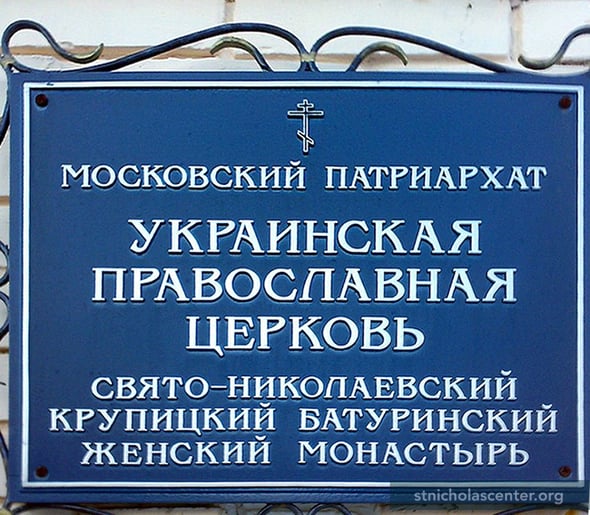 МОСКОВСКИЙ ПАТРИАРХАТ
УКРАИНСКАЯ
ПРАВОСЛАВНАЯ
ЦЕРКОВЬ
СВЯТО-НИКОЛАЕВСКИЙ
КРУПИЦКИЙ БАТУРИНСКИЙ
ЖЕНСКИЙ МОНАСТЫРЬ
stnicholascenter.org